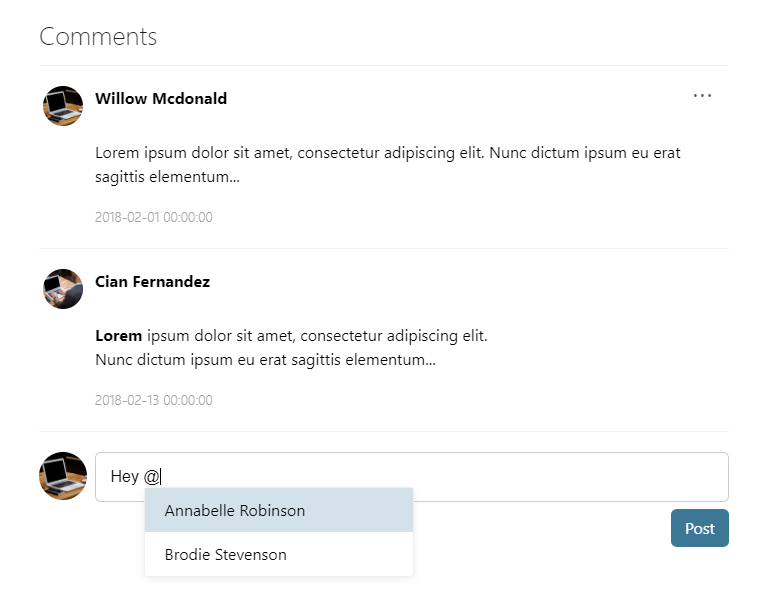 Comments
Willow Mcdonald
...
Lorem ipsum dolor sit amet, consectetur adipiscing elit. Nunc dictum ipsum eu erat
sagittis elementum...
2018-02-01 00:00:00
Cian Fernandez
Lorem ipsum dolor sit amet, consectetur adipiscing elit.
Nunc dictum ipsum eu erat sagittis elementum...
2018-02-13 00:00:00
Hey @
Annabelle Robinson
Brodie Stevenson
Post